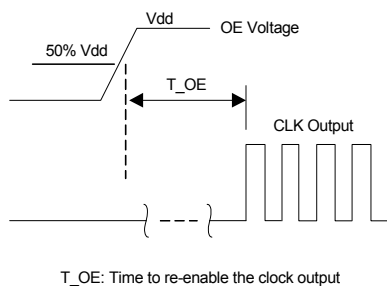 Vdd
OE Voltage
50% Vdd
T_OE
CLK Output
T_OE: Time to re-enable the clock output